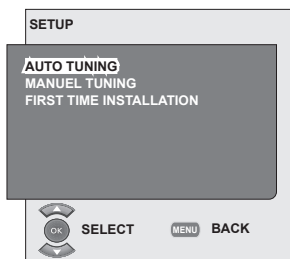 SETUP
AUTO TUNING
MANUEL TUNING
FIRST TIME INSTALLATION
OK SELECT MENU BACK